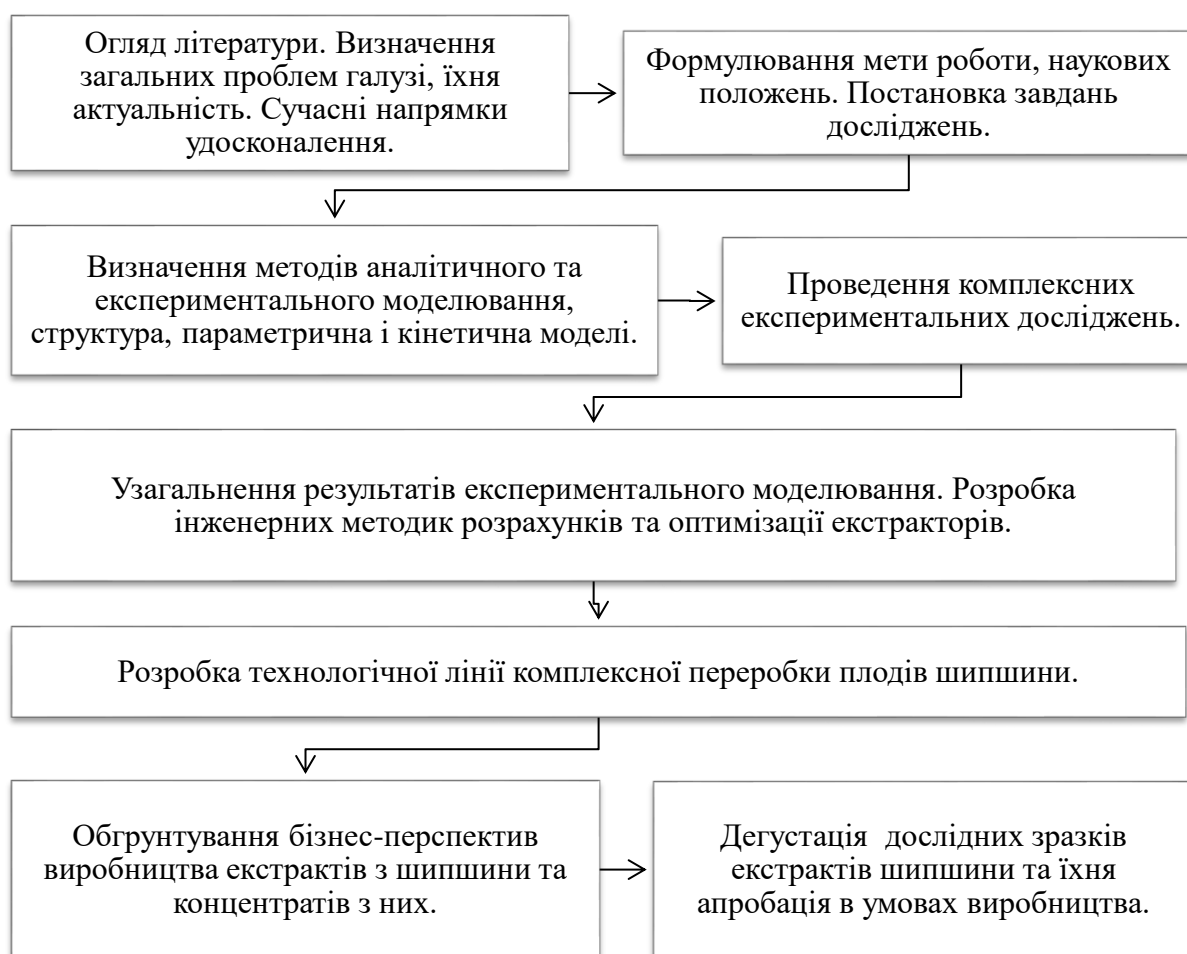 Огляд літератури. Визначення
загальних проблем галузі, їхня
актуальність. Сучасні напрямки
удосконалення.
Формулювання мети роботи, наукових
положень. Постановка завдань
досліджень.
Визначення методів аналітичного та
експериментального моделювання,
структура, параметрична і кінетична моделі.
Проведення комплексних
експериментальних досліджень.
Узагальнення результатів експериментального моделювання. Розробка
інженерних методик розрахунків та оптимізації екстракторів.
Розробка технологічної лінії комплексної переробки плодів шипшини.
Обгрунтування бізнес-перспектив
виробництва екстрактів з шипшини та
концентратів з них.
Дегустація  дослідних зразків
екстрактів шипшини та їхня
апробація в умовах виробництва.